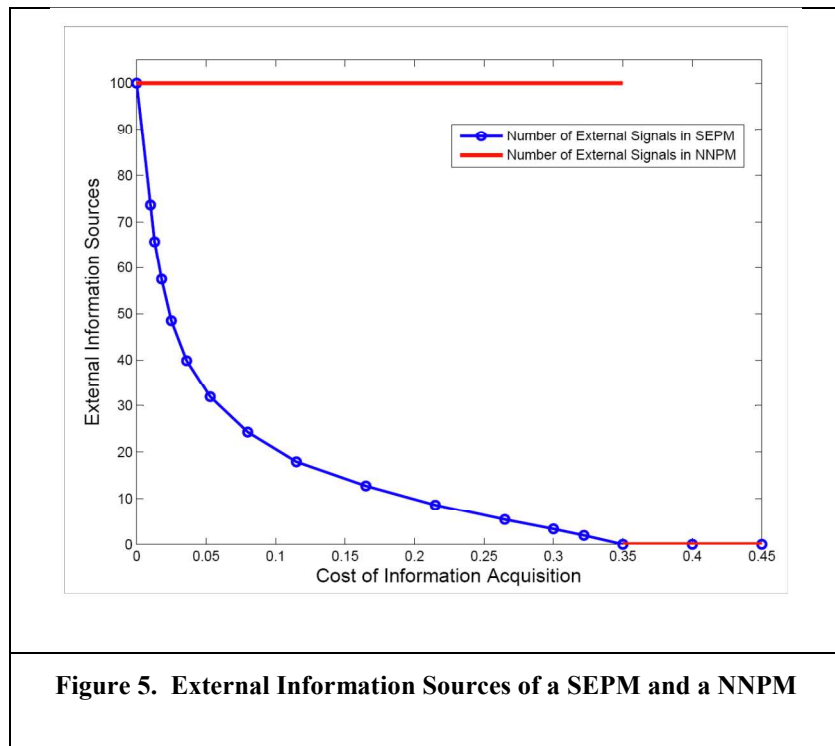 100
90
80
70
60
50
40
30
20
10
0
External Information Sources
Number of External Signals in SEPM
Number of External Signals in NNPM
0 0.05 0.1 0.15 0.2 0.25 0.3 0.35 0.4 0.45
Cost of Information Acquisition
Figure 5. External Information Sources of a SEPM and a NNPM